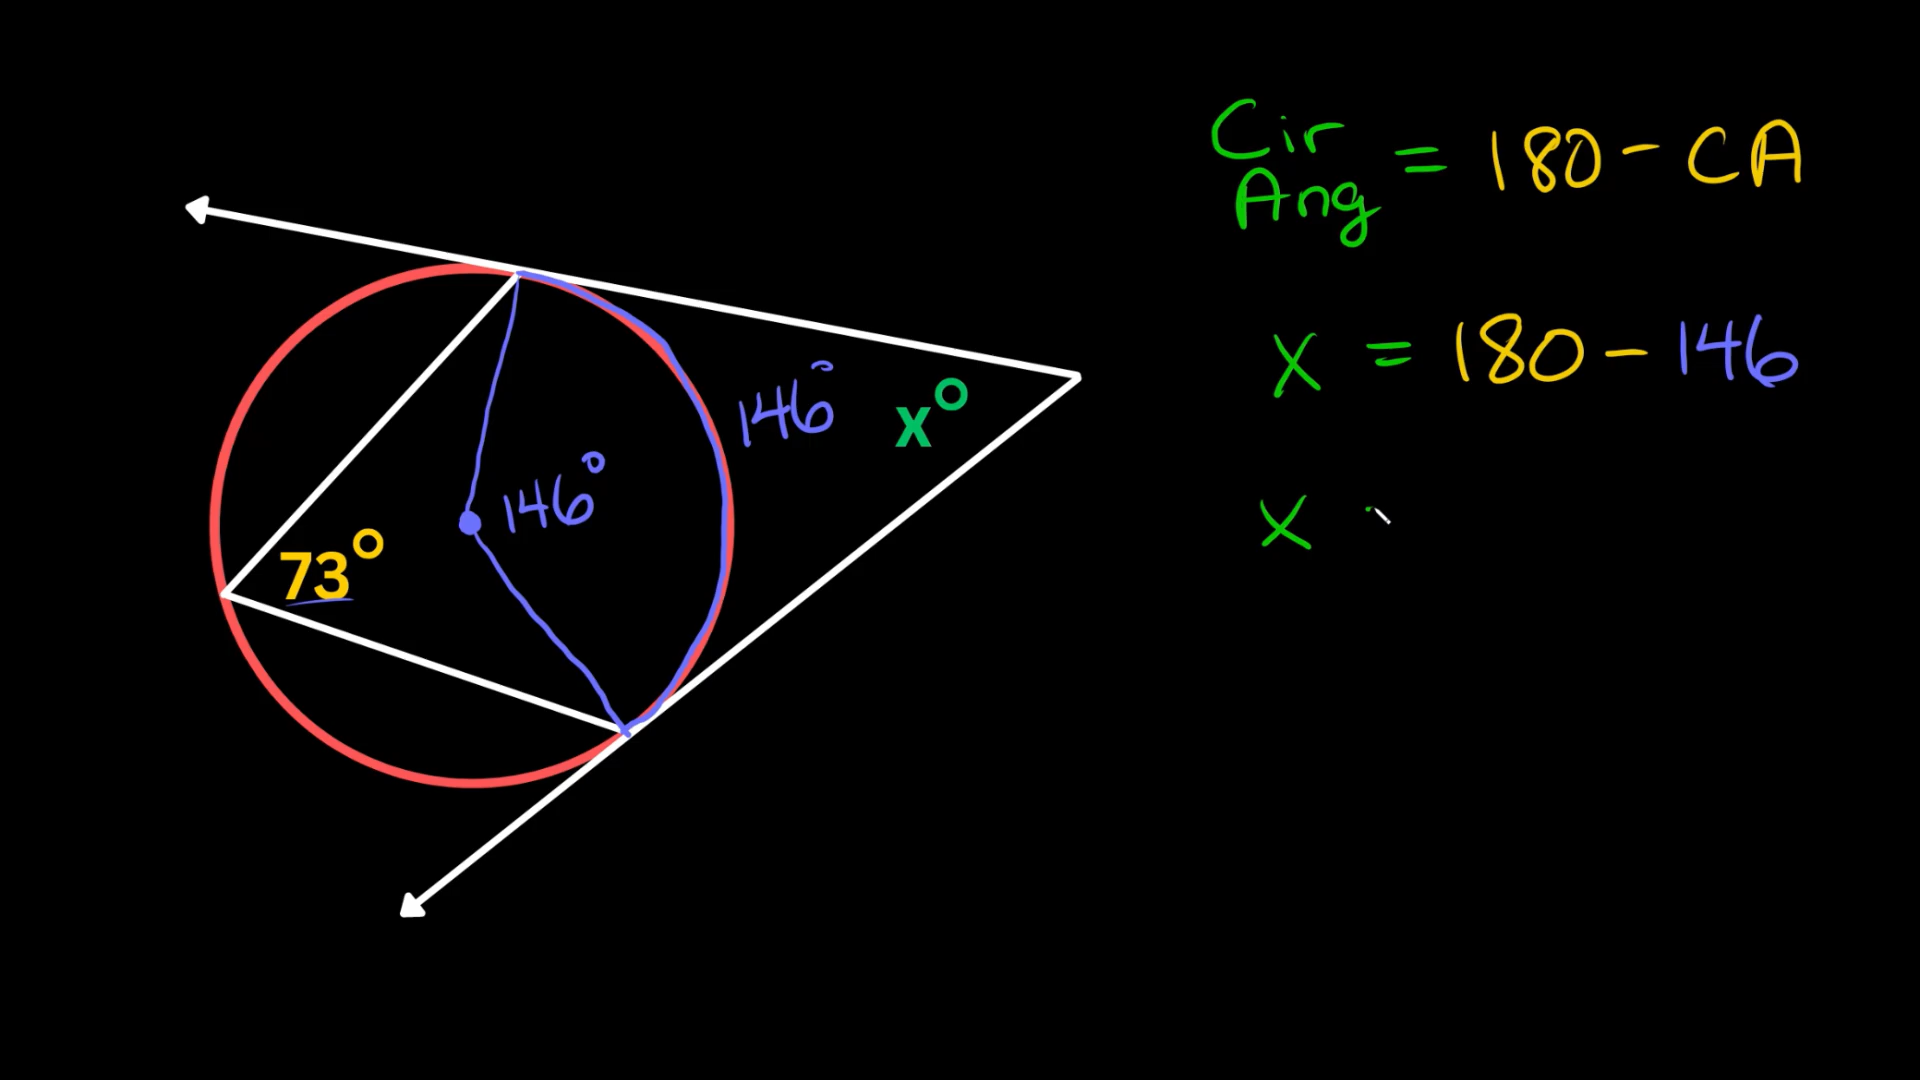 Cir
Ang = 180 - CA
146°
x°
x = 180 - 146
146°
73°
x